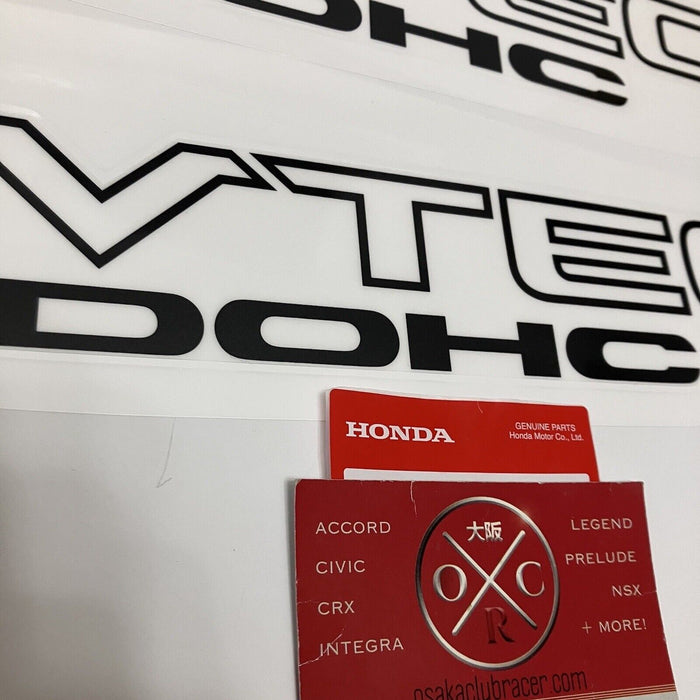 DOHC
VTEC
DOHC
HONDA
GENUINE PARTS
Honda Motor Co., Ltd.
ACCORD
CIVIC
CRX
INTEGRA
大阪
O C
R
LEGEND
PRELUDE
NSX
+ MORE!
osakaclubracer.com